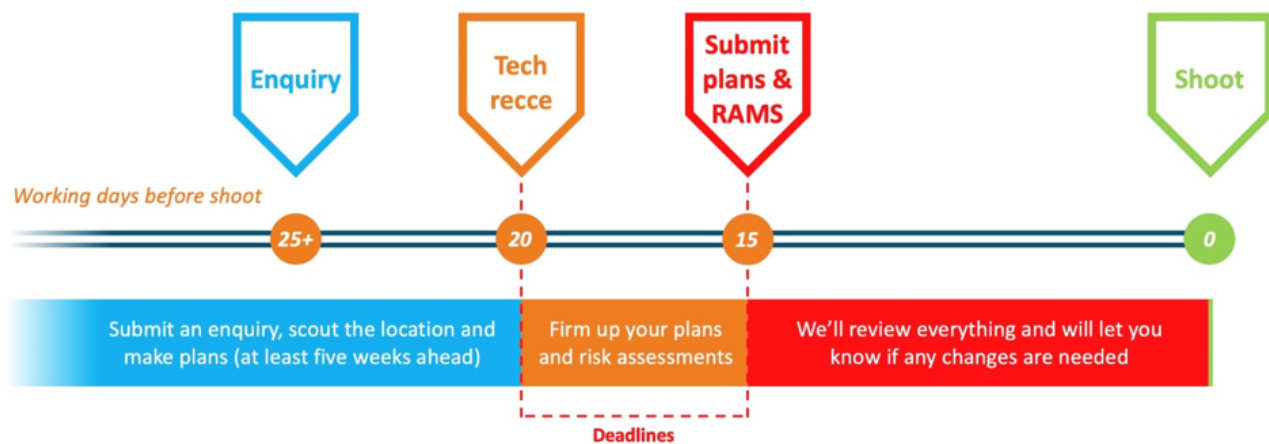 Enquiry
Tech
recce
Submit
plans &
RAMS
Shoot
Working days before shoot
25+
20
15
0
Submit an enquiry, scout the location and
make plans (at least five weeks ahead)
Firm up your plans
and risk assessments
We'll review everything and will let you
know if any changes are needed
Deadlines